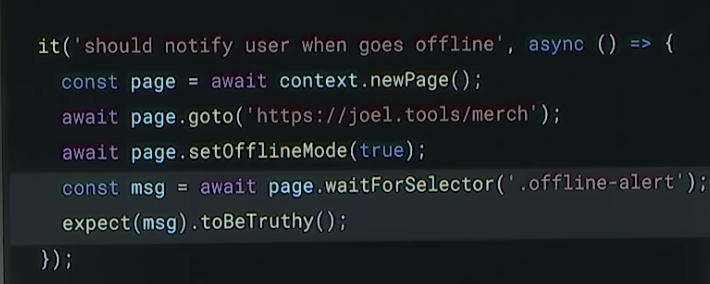 it('should notify user when goes offline', async () => {
const page = await context.newPage();
await page.goto('https://joel.tools/merch');
await page.setOfflineMode(true);
const msg = await page.waitForSelector('.offline-alert');
expect(msg).toBeTruthy();
});